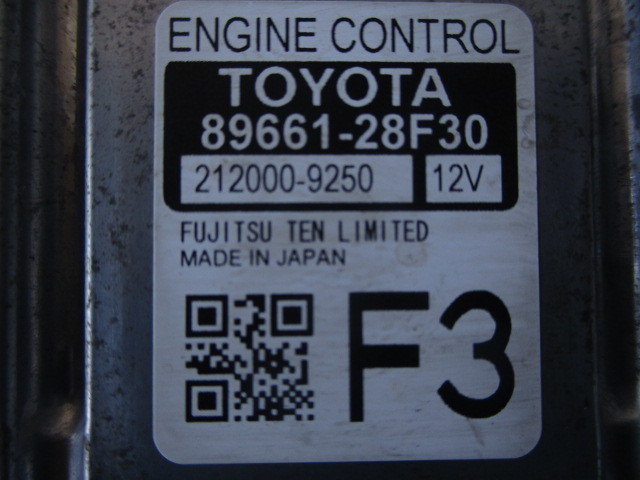 ENGINE CONTROL
TOYOTA
89661-28F30
212000-9250 12V
FUJITSU TEN LIMITED
MADE IN JAPAN
F3